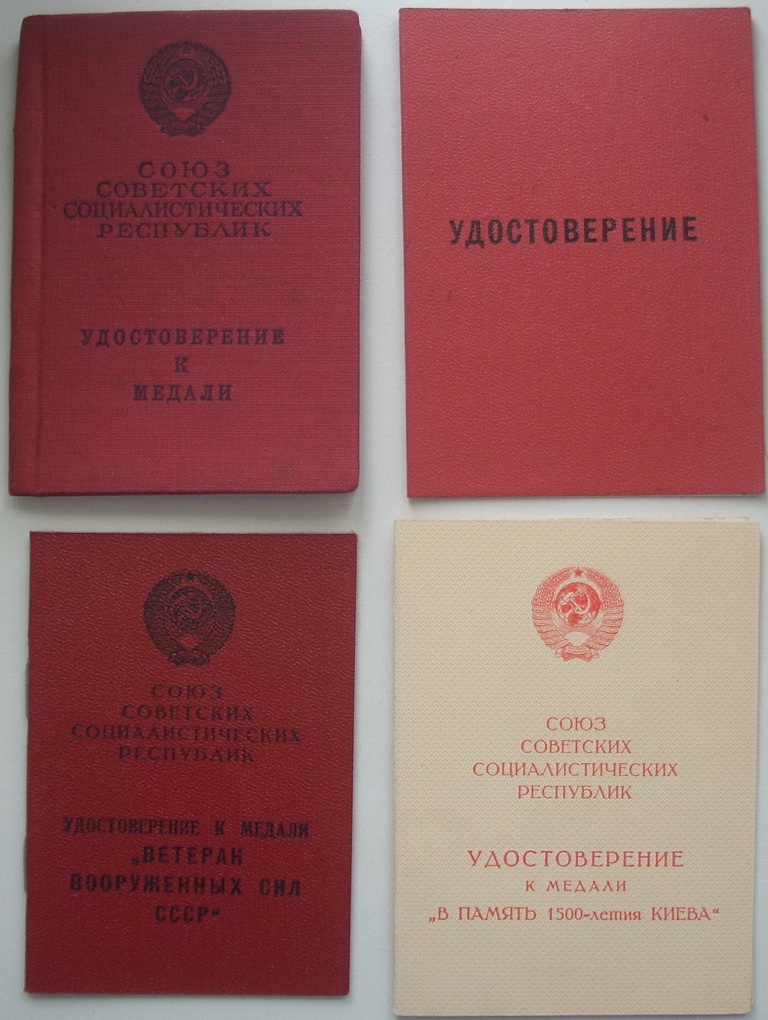 СОЮЗ
СОВЕТСКИХ
СОЦИАЛИСТИЧЕСКИХ
РЕСПУБЛИК
УДОСТОВЕРЕНИЕ
К
МЕДАЛИ
УДОСТОВЕРЕНИЕ
СОЮЗ
СОВЕТСКИХ
СОЦИАЛИСТИЧЕСКИХ
РЕСПУБЛИК
УДОСТОВЕРЕНИЕ К МЕДАЛИ
„ВЕТЕРАН
ВООРУЖЕННЫХ СИЛ
СССР“
СОЮЗ
СОВЕТСКИХ
СОЦИАЛИСТИЧЕСКИХ
РЕСПУБЛИК
УДОСТОВЕРЕНИЕ
К МЕДАЛИ
„В ПАМЯТЬ 1500-летия КИЕВА“